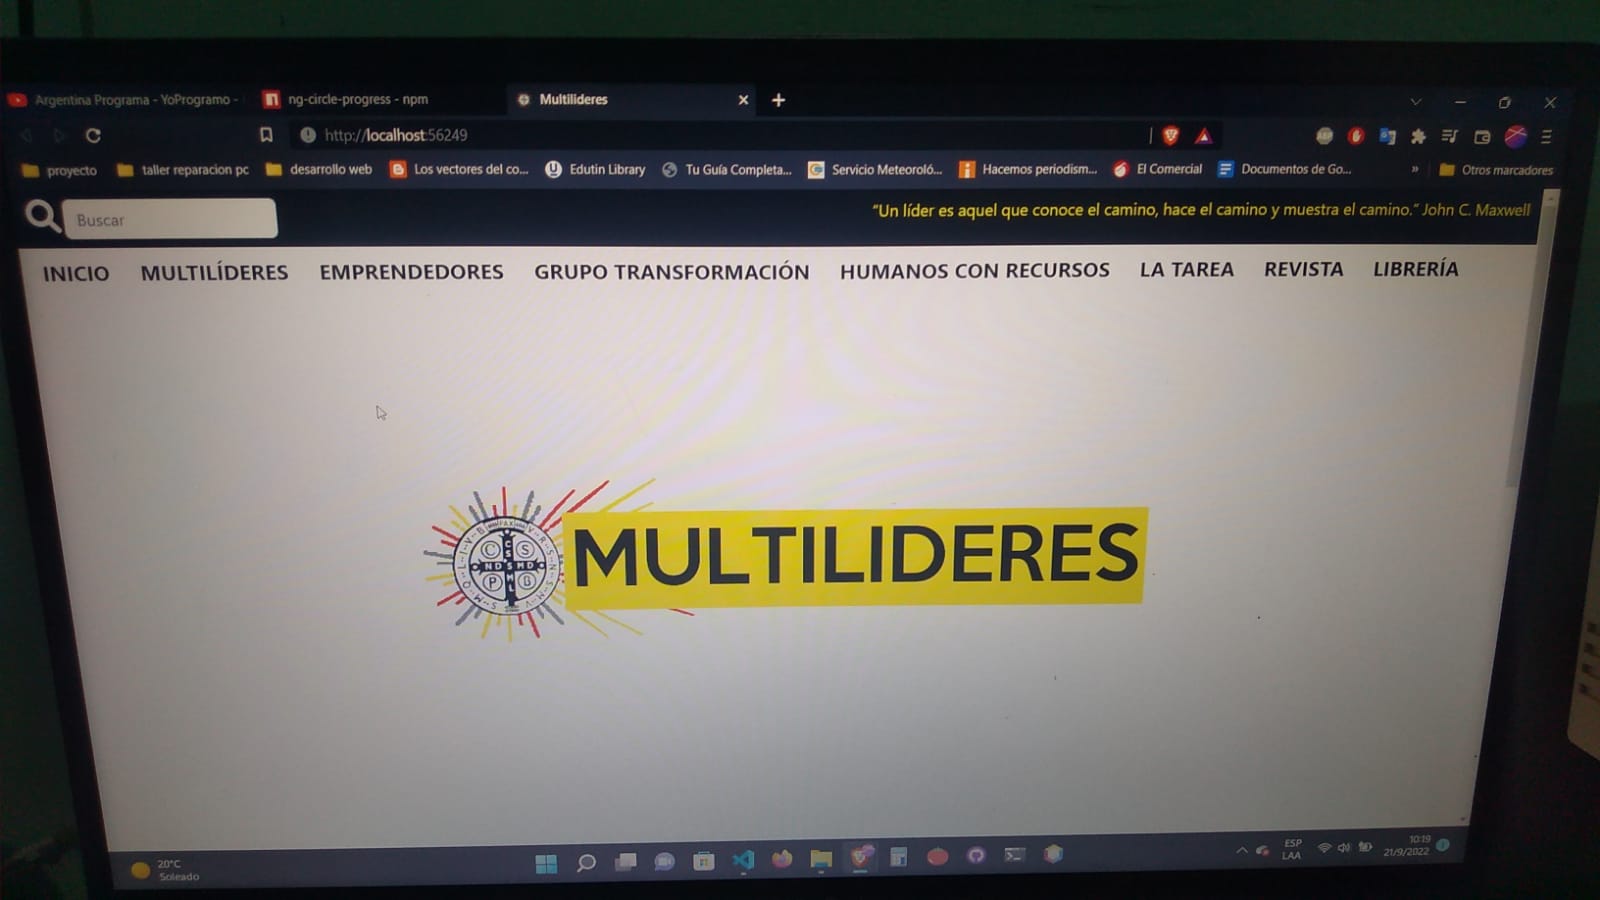 Argentina Programa - YoProgramo -
ng-circle-progress - npm
Multilideres
http://localhost:56249
proyecto
taller reparacion pc
desarrollo web
Los vectores del co...
Edutin Library
Tu Guía Completa...
Servicio Meteoroló...
Hacemos periodism...
El Comercial
Documentos de Go...
»
Otros marcadores
Buscar
“Un líder es aquel que conoce el camino, hace el camino y muestra el camino.” John C. Maxwell
INICIO
MULTILÍDERES
EMPRENDEDORES
GRUPO TRANSFORMACIÓN
HUMANOS CON RECURSOS
LA TAREA
REVISTA
LIBRERÍA
C S
N D S M D
P B
MULTILIDERES
20°C
Soleado
ESP
LAA
10:19
21/9/2022